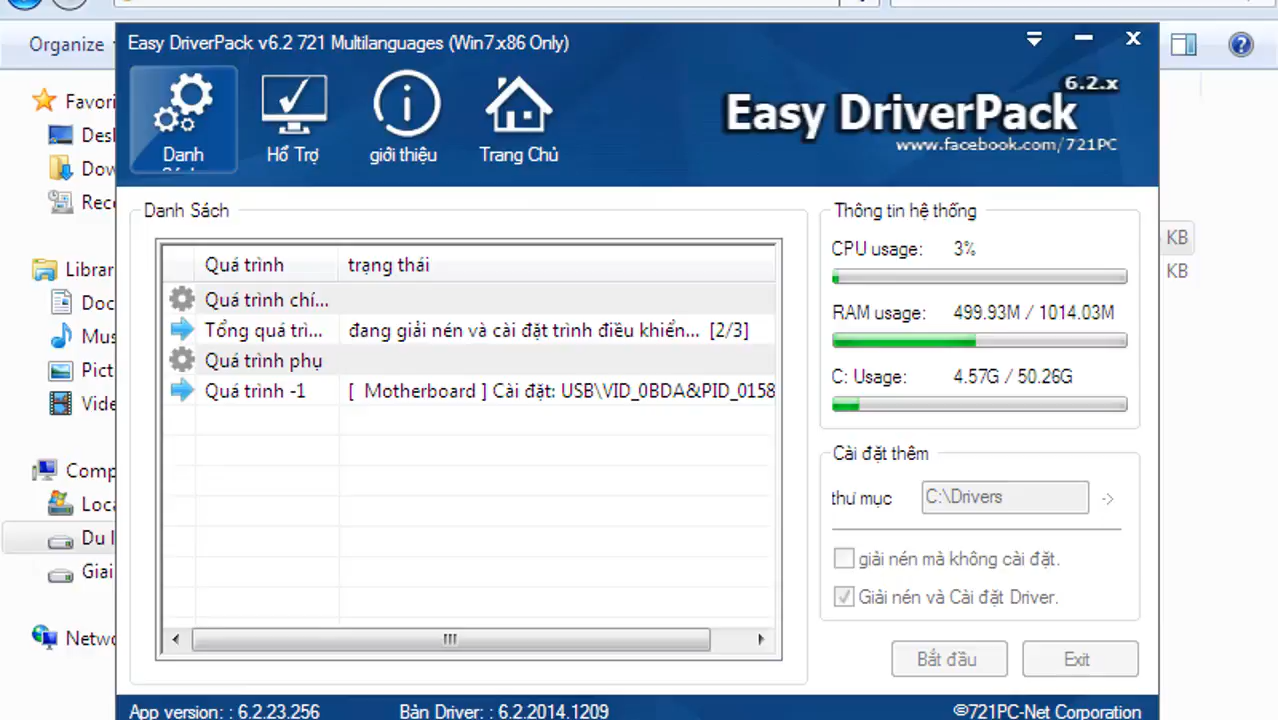 Organize
Easy DriverPack v6.2 721 Multilanguages (Win7.x86 Only)
Danh
Hổ Trợ
giới thiệu
Trang Chủ
6.2.x
Easy DriverPack
www.facebook.com/721PC
Favori
Desk
Dow
Rece
Librar
Doc
Mus
Pict
Vide
Comp
Loca
Du l
Giai
Netwo
Danh Sách
Quá trình
trạng thái
Quá trình chí...
Tổng quá trì...
đang giải nén và cài đặt trình điều khiển... [2/3]
Quá trình phụ
Quá trình -1
[ Motherboard ] Cài đặt: USB\VID_0BDA&PID_0158
Thông tin hệ thống
CPU usage:
3%
RAM usage:
499.93M / 1014.03M
C: Usage:
4.57G / 50.26G
Cài đặt thêm
thư mục
C:\Drivers
->
giải nén mà không cài đặt.
Giải nén và Cài đặt Driver.
Bắt đầu
Exit
KB
KB
App version: : 6.2.23.256
Bản Driver: : 6.2.2014.1209
©721PC-Net Corporation